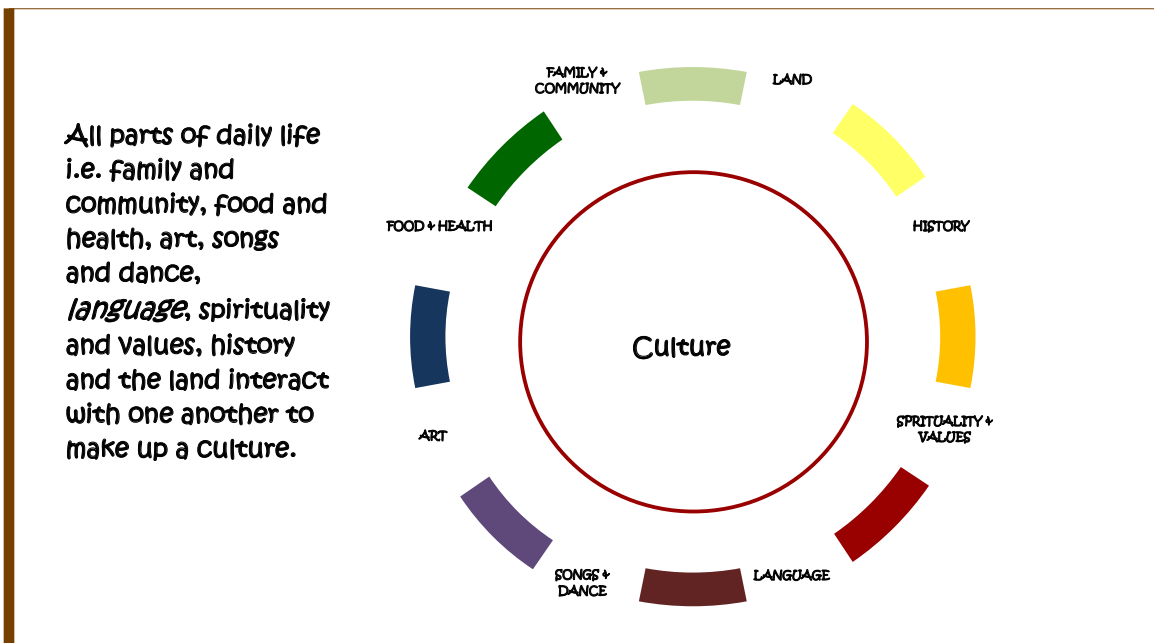 All parts of daily life
i.e. family and
community, food and
health, art, songs
and dance,
language, spirituality
and values, history
and the land interact
with one another to
make up a culture.
FAMILY &
COMMUNITY
LAND
HISTORY
SPRITUALITY &
VALUES
LANGUAGE
SONGS &
DANCE
ART
FOOD & HEALTH
Culture